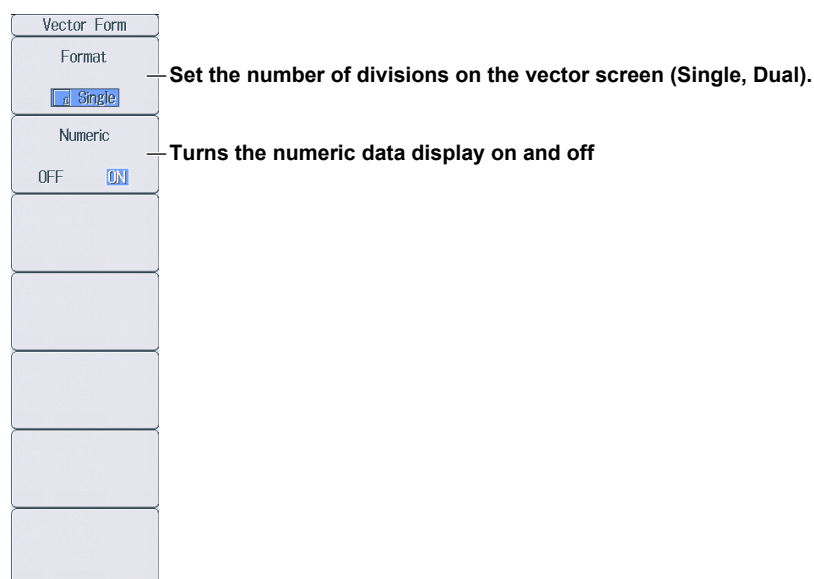 Vector Form
Format
Set the number of divisions on the vector screen (Single, Dual).
Single
Numeric
Turns the numeric data display on and off
OFF ON